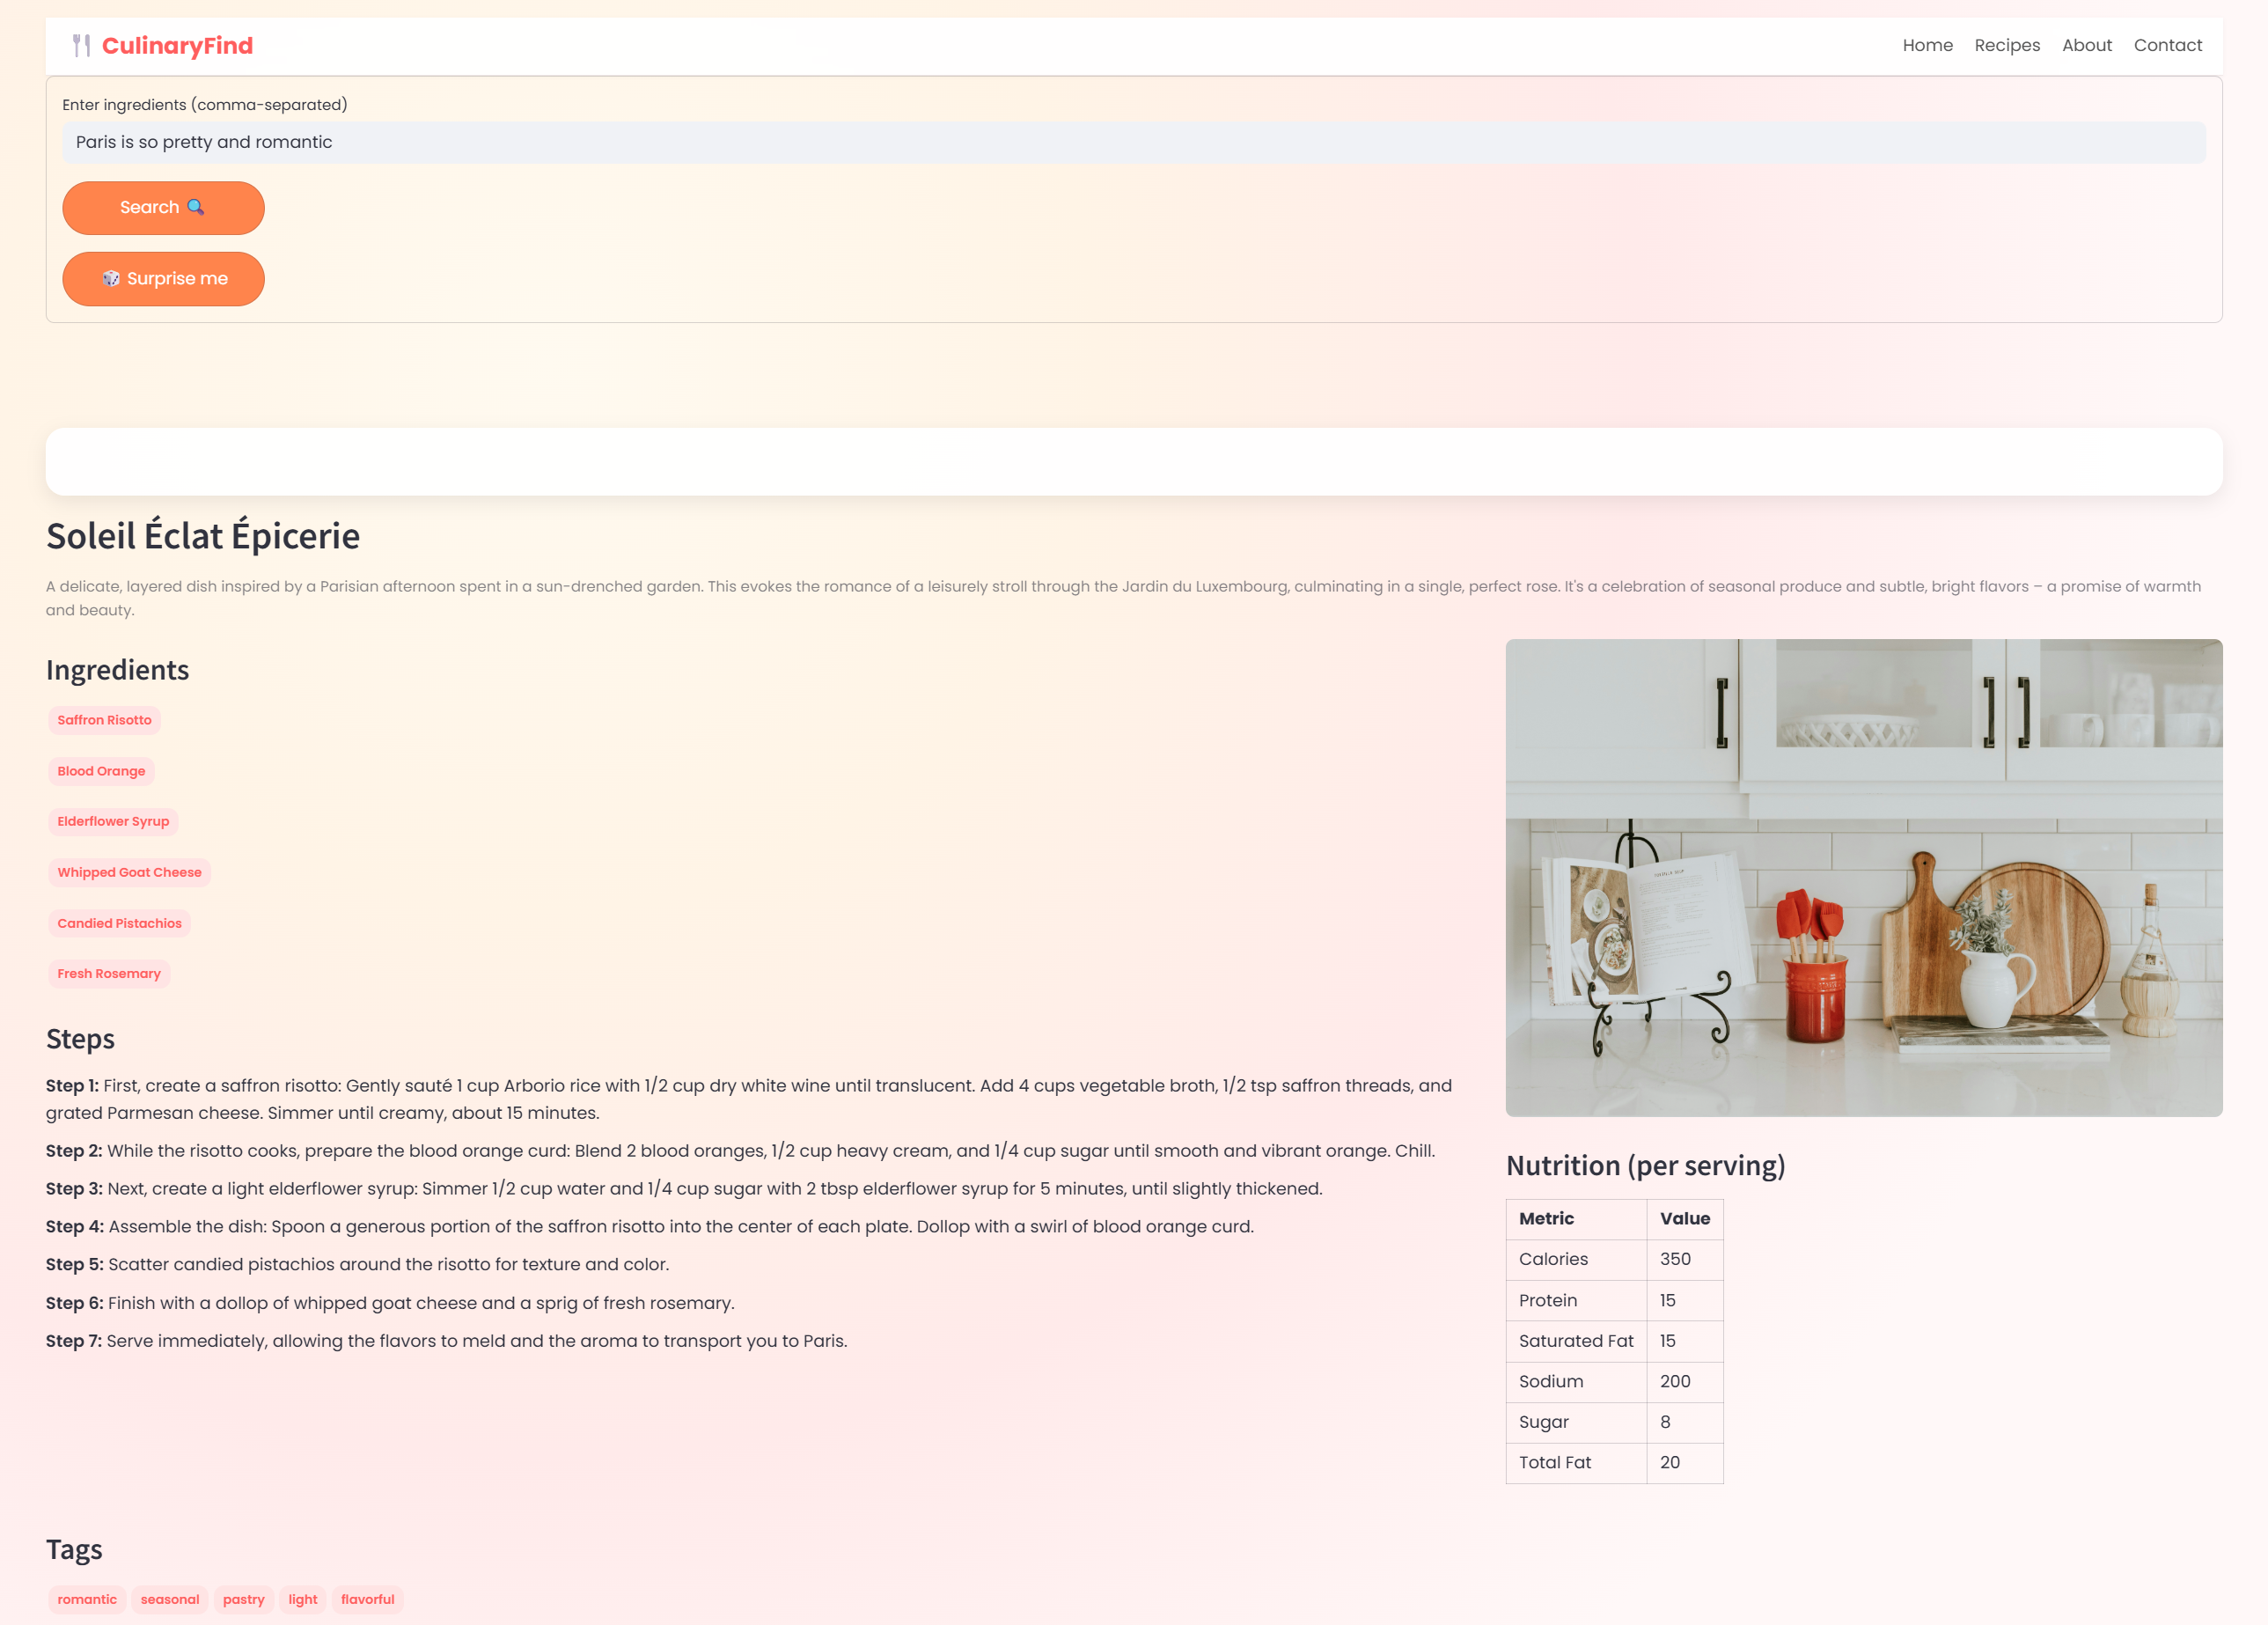 CulinaryFind
Home Recipes About Contact
Enter ingredients (comma-separated)
Paris is so pretty and romantic
Search
Surprise me
Soleil Éclat Épicerie
A delicate, layered dish inspired by a Parisian afternoon spent in a sun-drenched garden. This evokes the romance of a leisurely stroll through the Jardin du Luxembourg, culminating in a single, perfect rose. It's a celebration of seasonal produce and subtle, bright flavors – a promise of warmth
and beauty.
Ingredients
Saffron Risotto
Blood Orange
Elderflower Syrup
Whipped Goat Cheese
Candied Pistachios
Fresh Rosemary
Steps
Step 1: First, create a saffron risotto: Gently sauté 1 cup Arborio rice with 1/2 cup dry white wine until translucent. Add 4 cups vegetable broth, 1/2 tsp saffron threads, and
grated Parmesan cheese. Simmer until creamy, about 15 minutes.
Step 2: While the risotto cooks, prepare the blood orange curd: Blend 2 blood oranges, 1/2 cup heavy cream, and 1/4 cup sugar until smooth and vibrant orange. Chill.
Step 3: Next, create a light elderflower syrup: Simmer 1/2 cup water and 1/4 cup sugar with 2 tbsp elderflower syrup for 5 minutes, until slightly thickened.
Step 4: Assemble the dish: Spoon a generous portion of the saffron risotto into the center of each plate. Dollop with a swirl of blood orange curd.
Step 5: Scatter candied pistachios around the risotto for texture and color.
Step 6: Finish with a dollop of whipped goat cheese and a sprig of fresh rosemary.
Step 7: Serve immediately, allowing the flavors to meld and the aroma to transport you to Paris.
Nutrition (per serving)
Metric Value
Calories 350
Protein 15
Saturated Fat 15
Sodium 200
Sugar 8
Total Fat 20
Tags
romantic seasonal pastry light flavorful